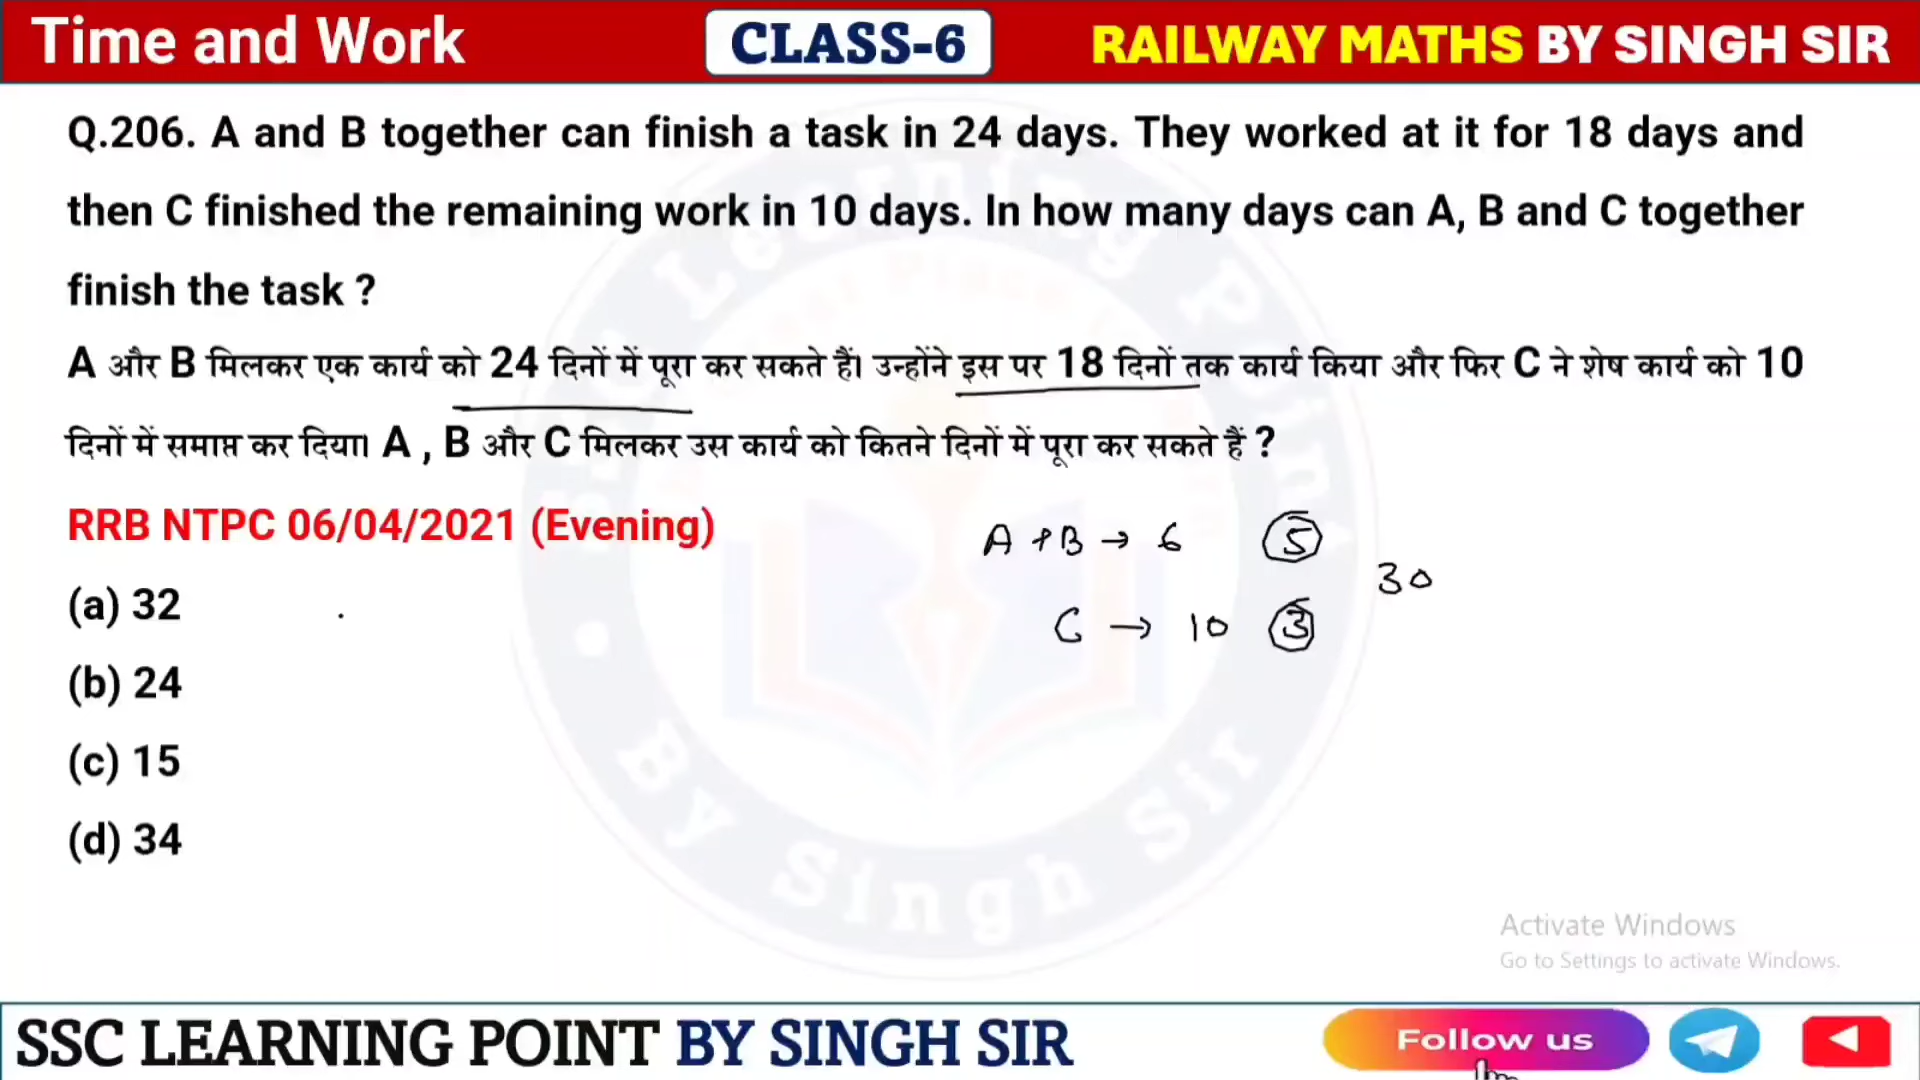 Time and Work
CLASS-6
RAILWAY MATHS BY SINGH SIR
Q.206. A and B together can finish a task in 24 days. They worked at it for 18 days and
then C finished the remaining work in 10 days. In how many days can A, B and C together
finish the task ?
A और B मिलकर एक कार्य को 24 दिनों में पूरा कर सकते हैं। उन्होंने इस पर 18 दिनों तक कार्य किया और फिर C ने शेष कार्य को 10
दिनों में समाप्त कर दिया। A , B और C मिलकर उस कार्य को कितने दिनों में पूरा कर सकते हैं ?
RRB NTPC 06/04/2021 (Evening)
A + B → 6 5
30
C → 10 3
(a) 32
(b) 24
(c) 15
(d) 34
By Singh Sir
Activate Windows
Go to Settings to activate Windows.
SSC LEARNING POINT BY SINGH SIR
Follow us